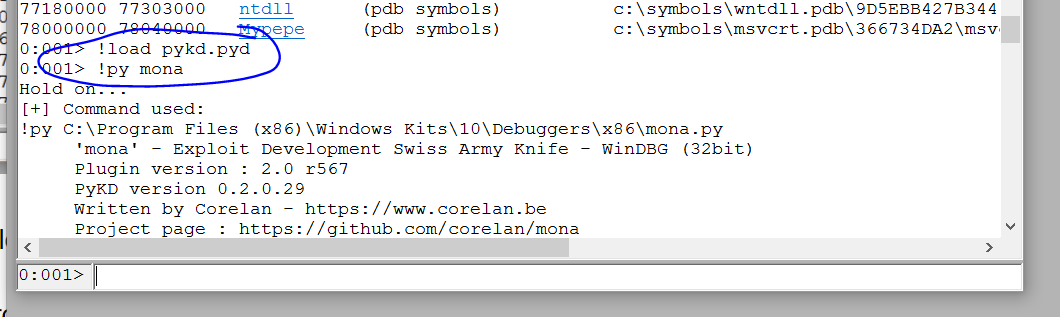 77180000 77303000 ntdll (pdb symbols) c:\symbols\wntdll.pdb\9D5EBB427B344
78000000 78040000 Mypepe (pdb symbols) c:\symbols\msvcrt.pdb\366734DA2\msv
0:001> !load pykd.pyd
0:001> !py mona
Hold on...
[+] Command used:
!py C:\Program Files (x86)\Windows Kits\10\Debuggers\x86\mona.py
'mona' - Exploit Development Swiss Army Knife - WinDBG (32bit)
Plugin version : 2.0 r567
PyKD version 0.2.0.29
Written by Corelan - https://www.corelan.be
Project page : https://github.com/corelan/mona
0:001>